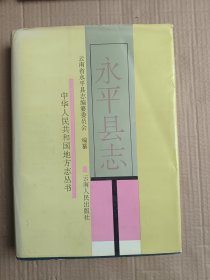 永平县志
云南省永平县志编纂委员会 编纂
云南人民出版社
中华人民共和国地方志丛书